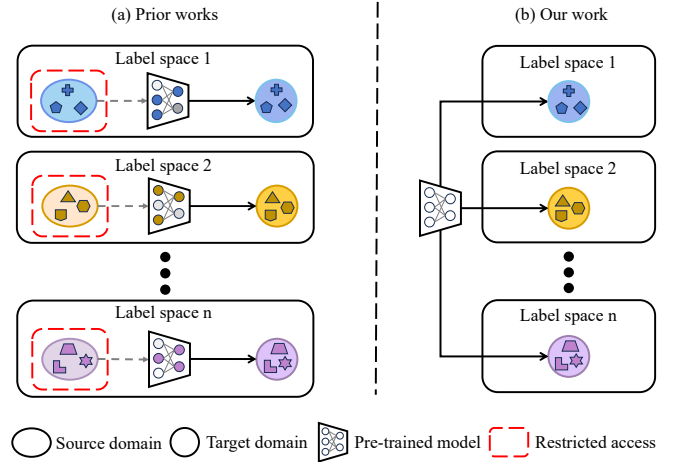 (a) Prior works
(b) Our work
Label space 1
Label space 1
Label space 2
Label space 2
Label space n
Label space n
Source domain
Target domain
Pre-trained model
Restricted access